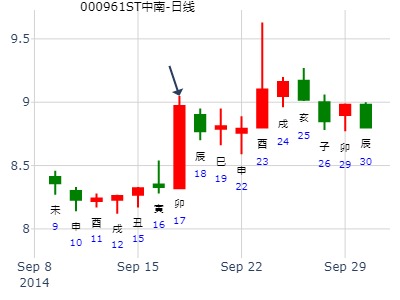 000961ST中南-日线
9.5
9
8.5
8
未
9
申
10
酉
11
戌
12
丑
15
寅
16
卯
17
辰
18
巳
19
申
22
酉
23
戌
24
亥
25
子
26
卯
29
辰
30
Sep 8
2014
Sep 15
Sep 22
Sep 29